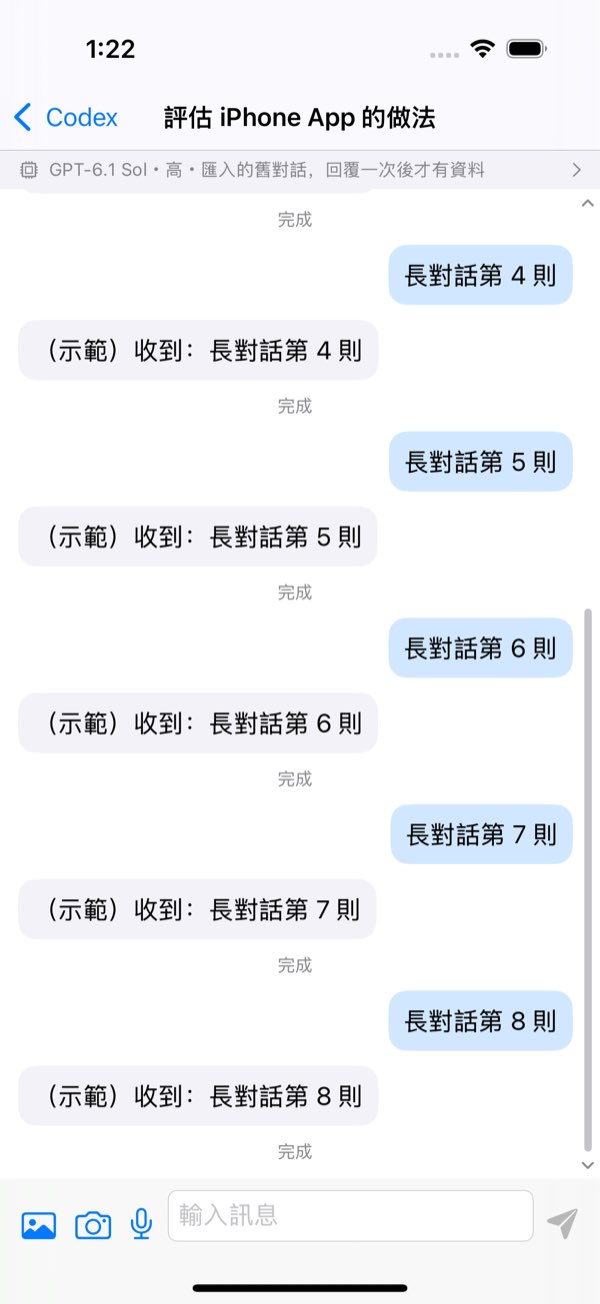 1:22
Codex
評估 iPhone App 的做法
GPT-6.1 Sol・高・匯入的舊對話，回覆一次後才有資料
完成
長對話第 4 則
（示範）收到：長對話第 4 則
完成
長對話第 5 則
（示範）收到：長對話第 5 則
完成
長對話第 6 則
（示範）收到：長對話第 6 則
完成
長對話第 7 則
（示範）收到：長對話第 7 則
完成
長對話第 8 則
（示範）收到：長對話第 8 則
完成
輸入訊息